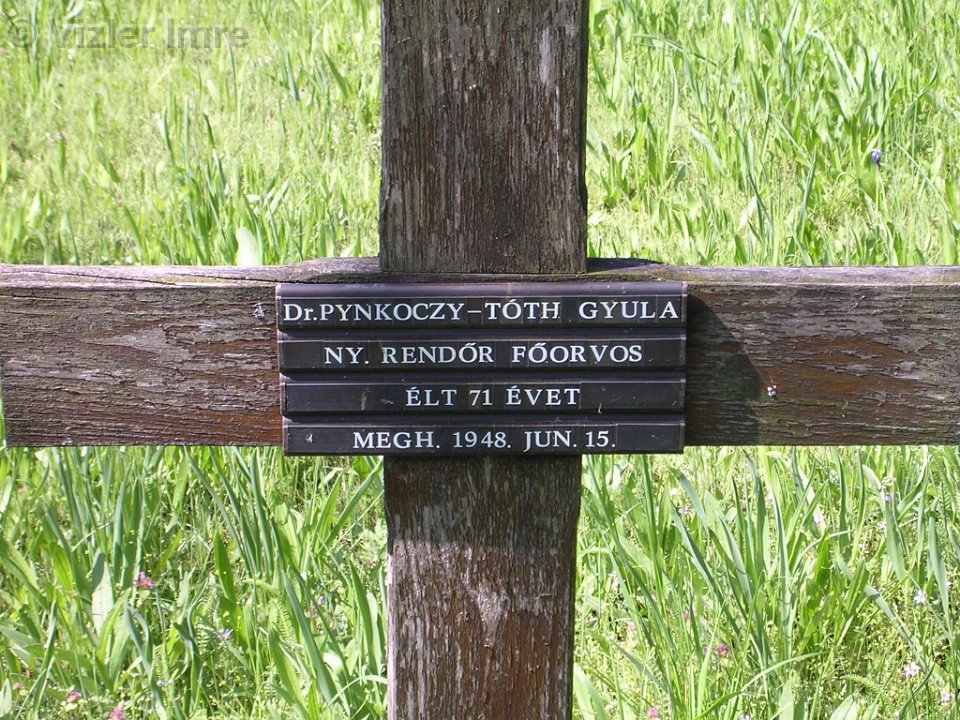 © Vizler Imre
Dr. PYNKOCZY–TÓTH GYULA
NY. RENDŐR FŐORVOS
ÉLT 71 ÉVET
MEGH. 1948. JUN. 15.